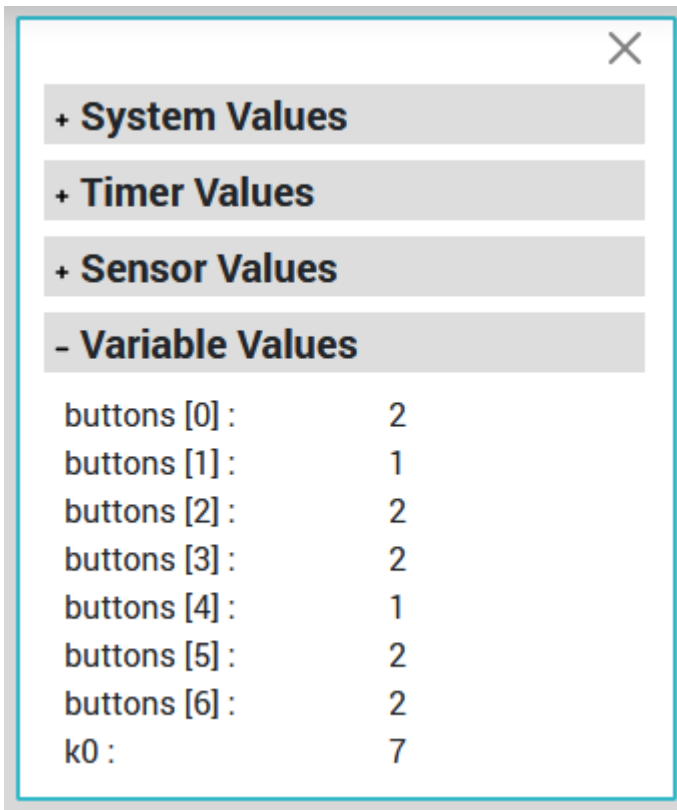 + System Values
+ Timer Values
+ Sensor Values
- Variable Values
buttons [0] : 2
buttons [1] : 1
buttons [2] : 2
buttons [3] : 2
buttons [4] : 1
buttons [5] : 2
buttons [6] : 2
k0 : 7